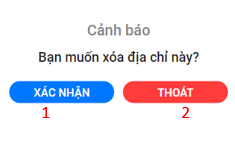 Cảnh báo
Bạn muốn xóa địa chỉ này?
XÁC NHẬN THOÁT
1 2